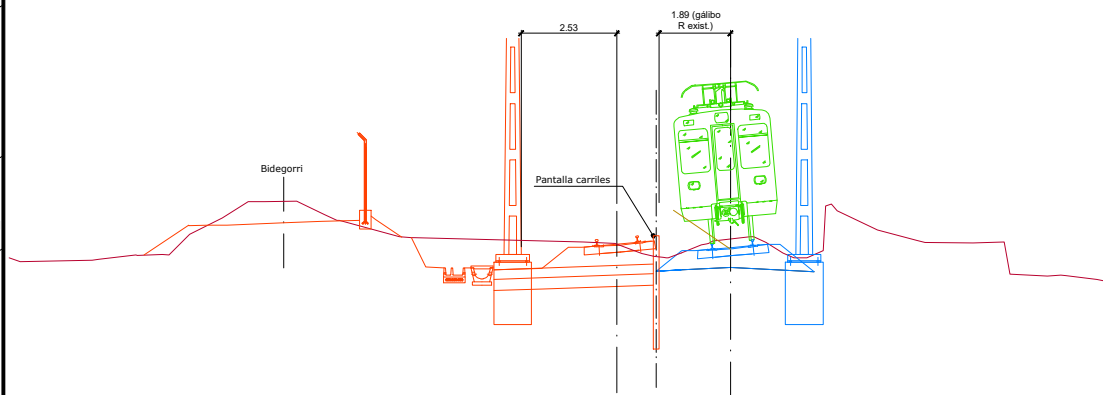 2.53
1.89 (gálibo
R exist.)
Bidegorri
Pantalla carriles